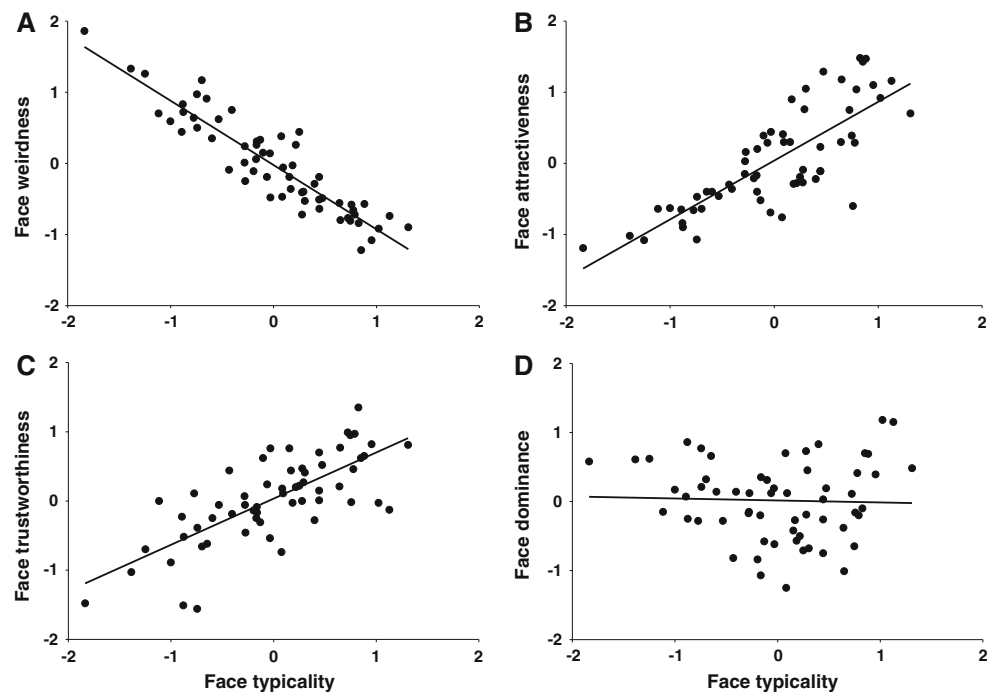 A
Face weirdness
2
1
0
-1
-2
-2 -1 0 1 2
B
Face attractiveness
2
1
0
-1
-2
-2 -1 0 1 2
C
Face trustworthiness
2
1
0
-1
-2
-2 -1 0 1 2
Face typicality
D
Face dominance
2
1
0
-1
-2
-2 -1 0 1 2
Face typicality